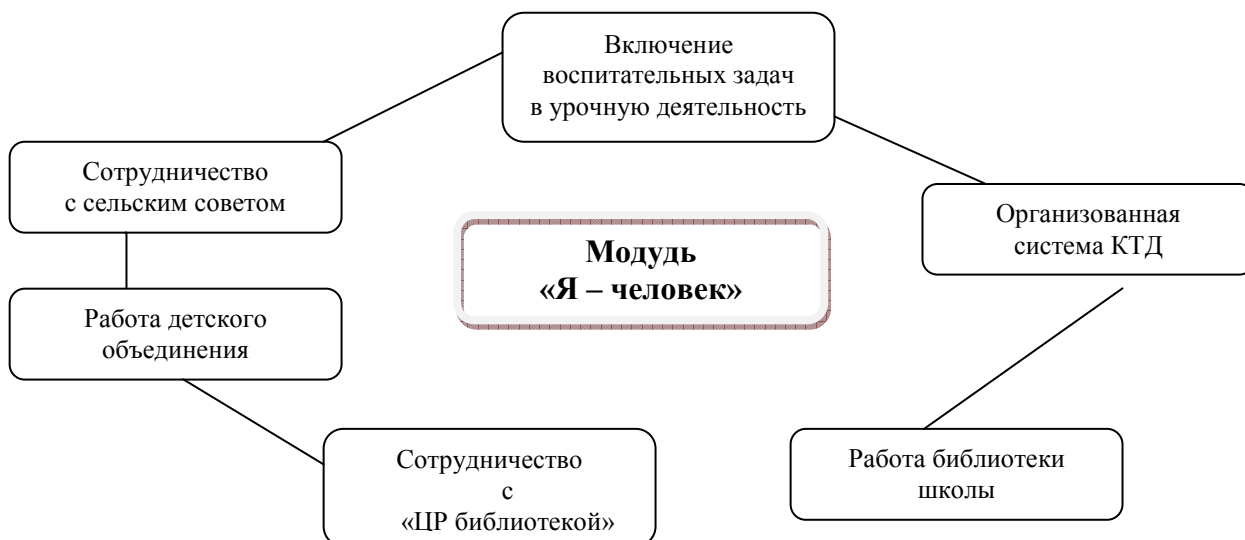 Включение
воспитательных задач
в урочную деятельность
Сотрудничество
с сельским советом
Организованная
система КТД
Модудь
«Я – человек»
Работа детского
объединения
Сотрудничество
с
«ЦР библиотекой»
Работа библиотеки
школы